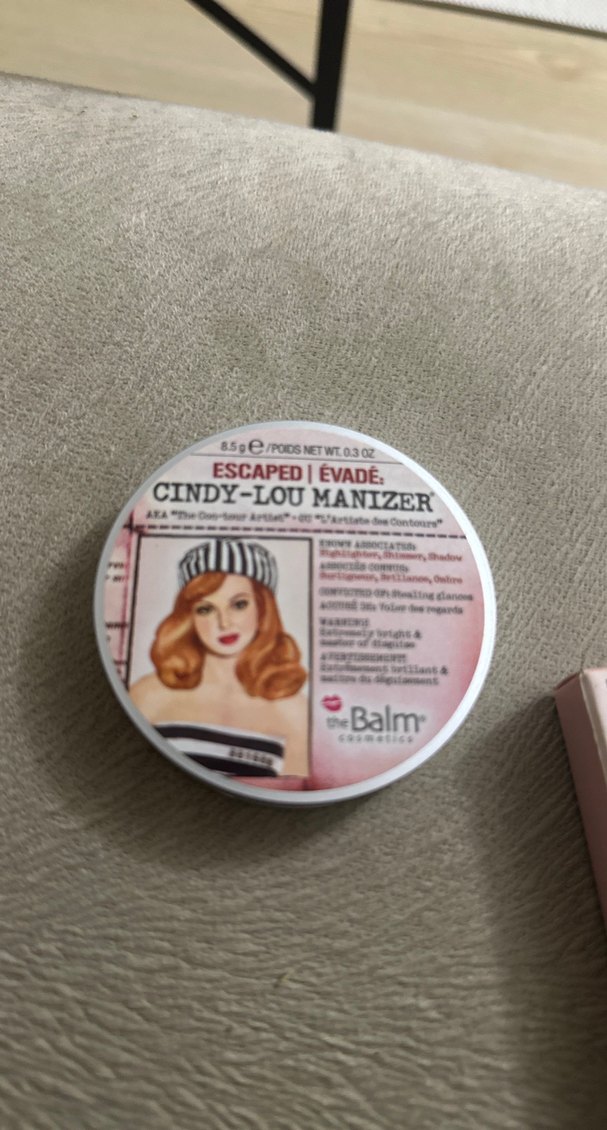 8.5 g ℮ / POIDS NET WT. 0.3 OZ
ESCAPED | ÉVADÉ:
CINDY-LOU MANIZER®
AKA "The Con-tour Artist" · OU "L'Artiste des Contours"
KNOWN ASSOCIATES:
Highlighter, Shimmer, Shadow
ASSOCIÉS CONNUS:
Surligneur, Brillance, Ombre
CONVICTED OF: Stealing glances
ACCUSÉ DE: Voler des regards
WARNING:
Extremely bright &
master of disguise
AVERTISSEMENT:
Extrêmement brillant &
maître du déguisement
theBalm®
cosmetics